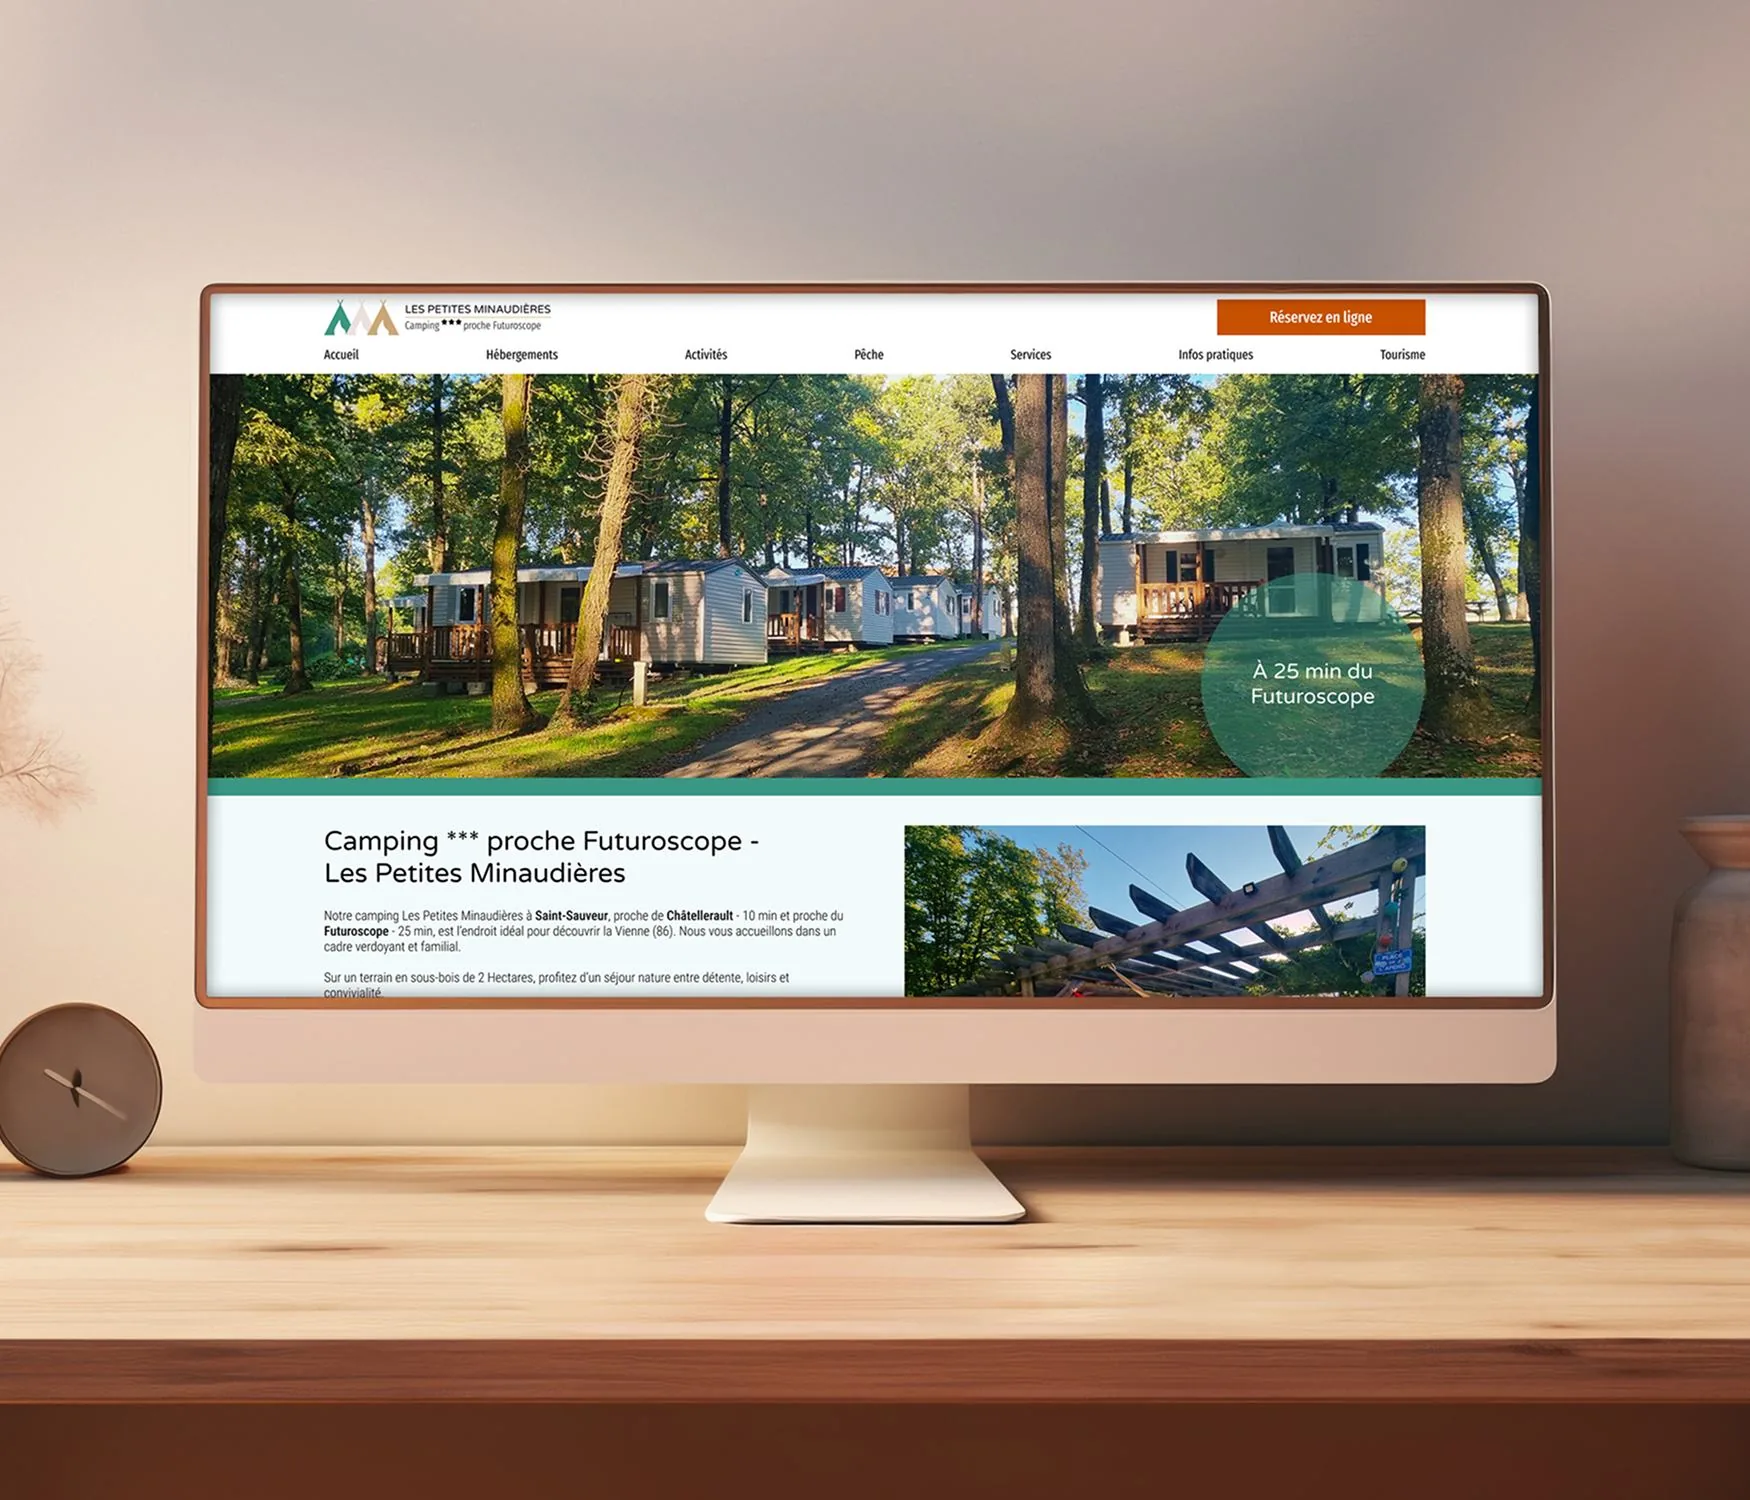 LES PETITES MINAUDIÈRES
Camping *** proche Futuroscope
Réservez en ligne
Accueil Hébergements Activités Pêche Services Infos pratiques Tourisme
À 25 min du
Futuroscope
Camping *** proche Futuroscope -
Les Petites Minaudières
Notre camping Les Petites Minaudières à Saint-Sauveur, proche de Châtellerault - 10 min et proche du
Futuroscope - 25 min, est l'endroit idéal pour découvrir la Vienne (86). Nous vous accueillons dans un
cadre verdoyant et familial.
Sur un terrain en sous-bois de 2 Hectares, profitez d'un séjour nature entre détente, loisirs et
convivialité.
PLACE
L'APÉRO